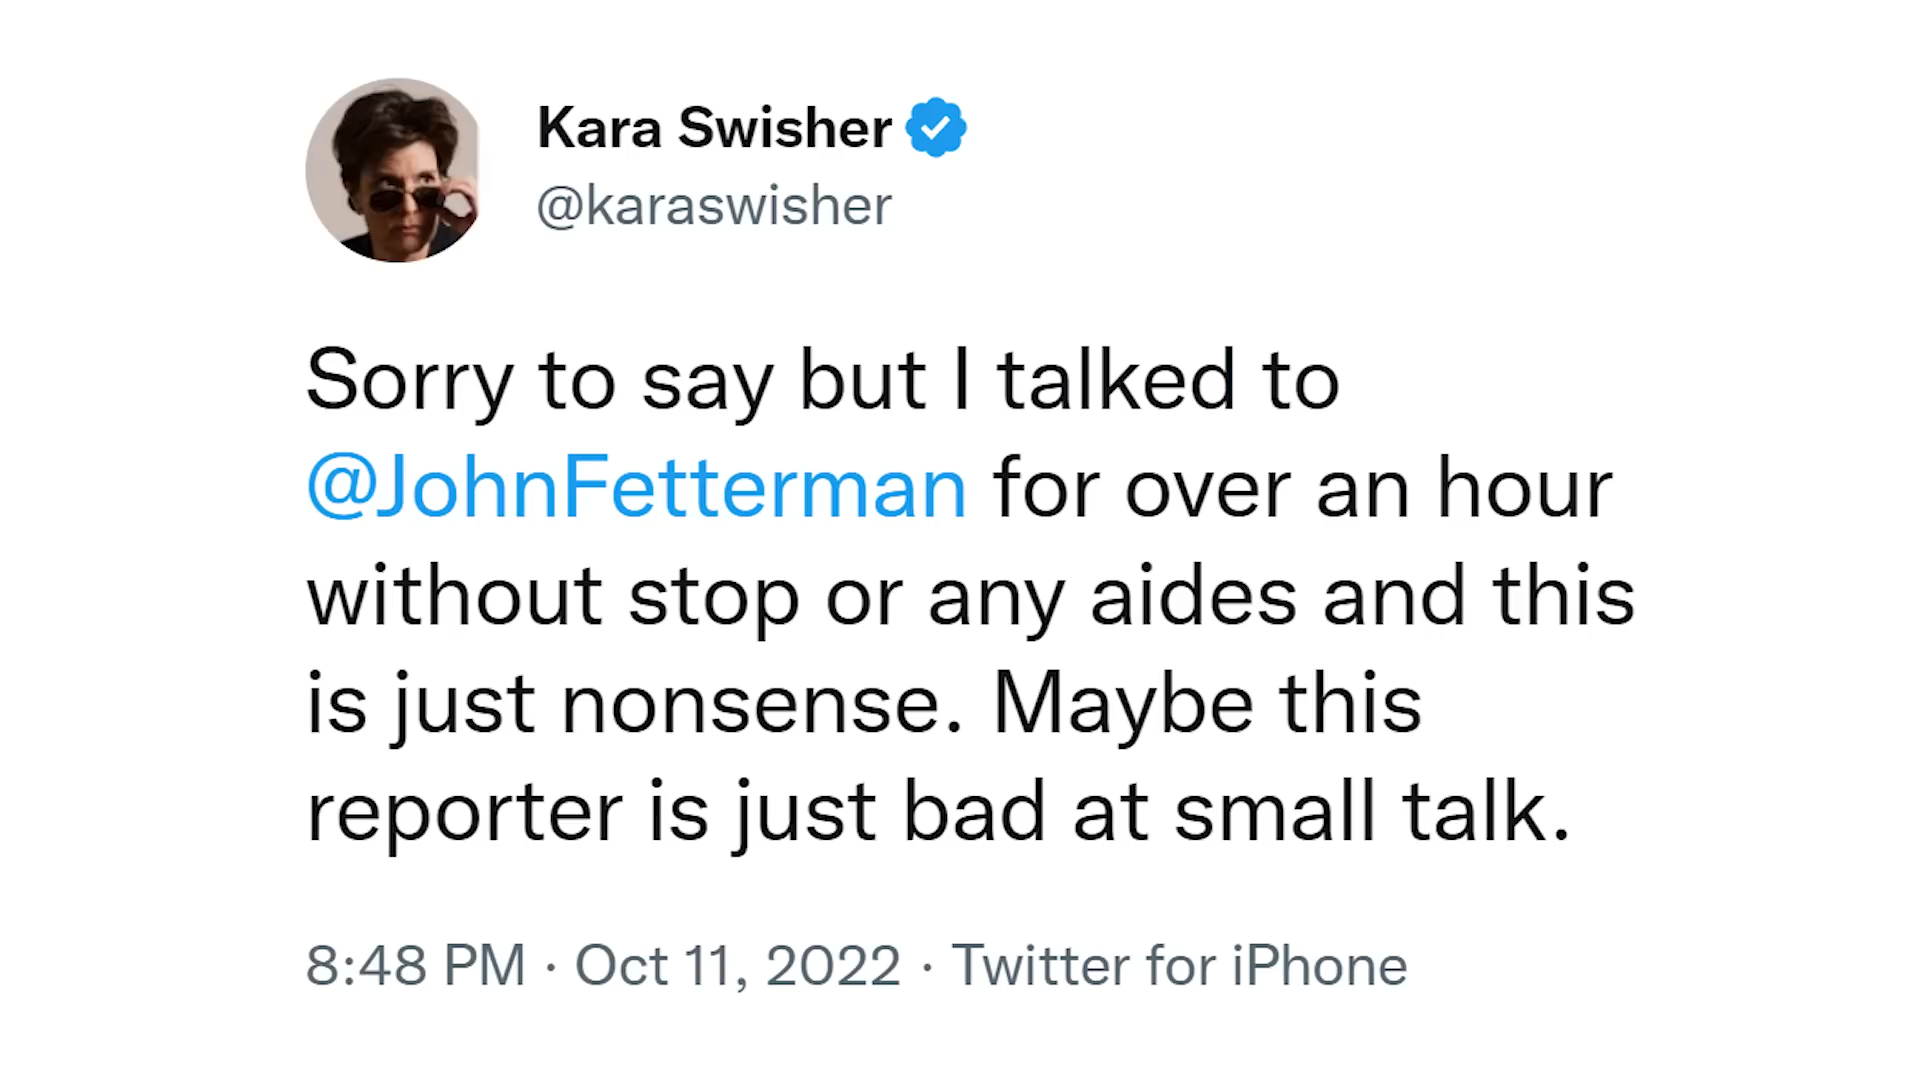 Kara Swisher
@karaswisher
Sorry to say but I talked to
@JohnFetterman for over an hour
without stop or any aides and this
is just nonsense. Maybe this
reporter is just bad at small talk.
8:48 PM · Oct 11, 2022 · Twitter for iPhone